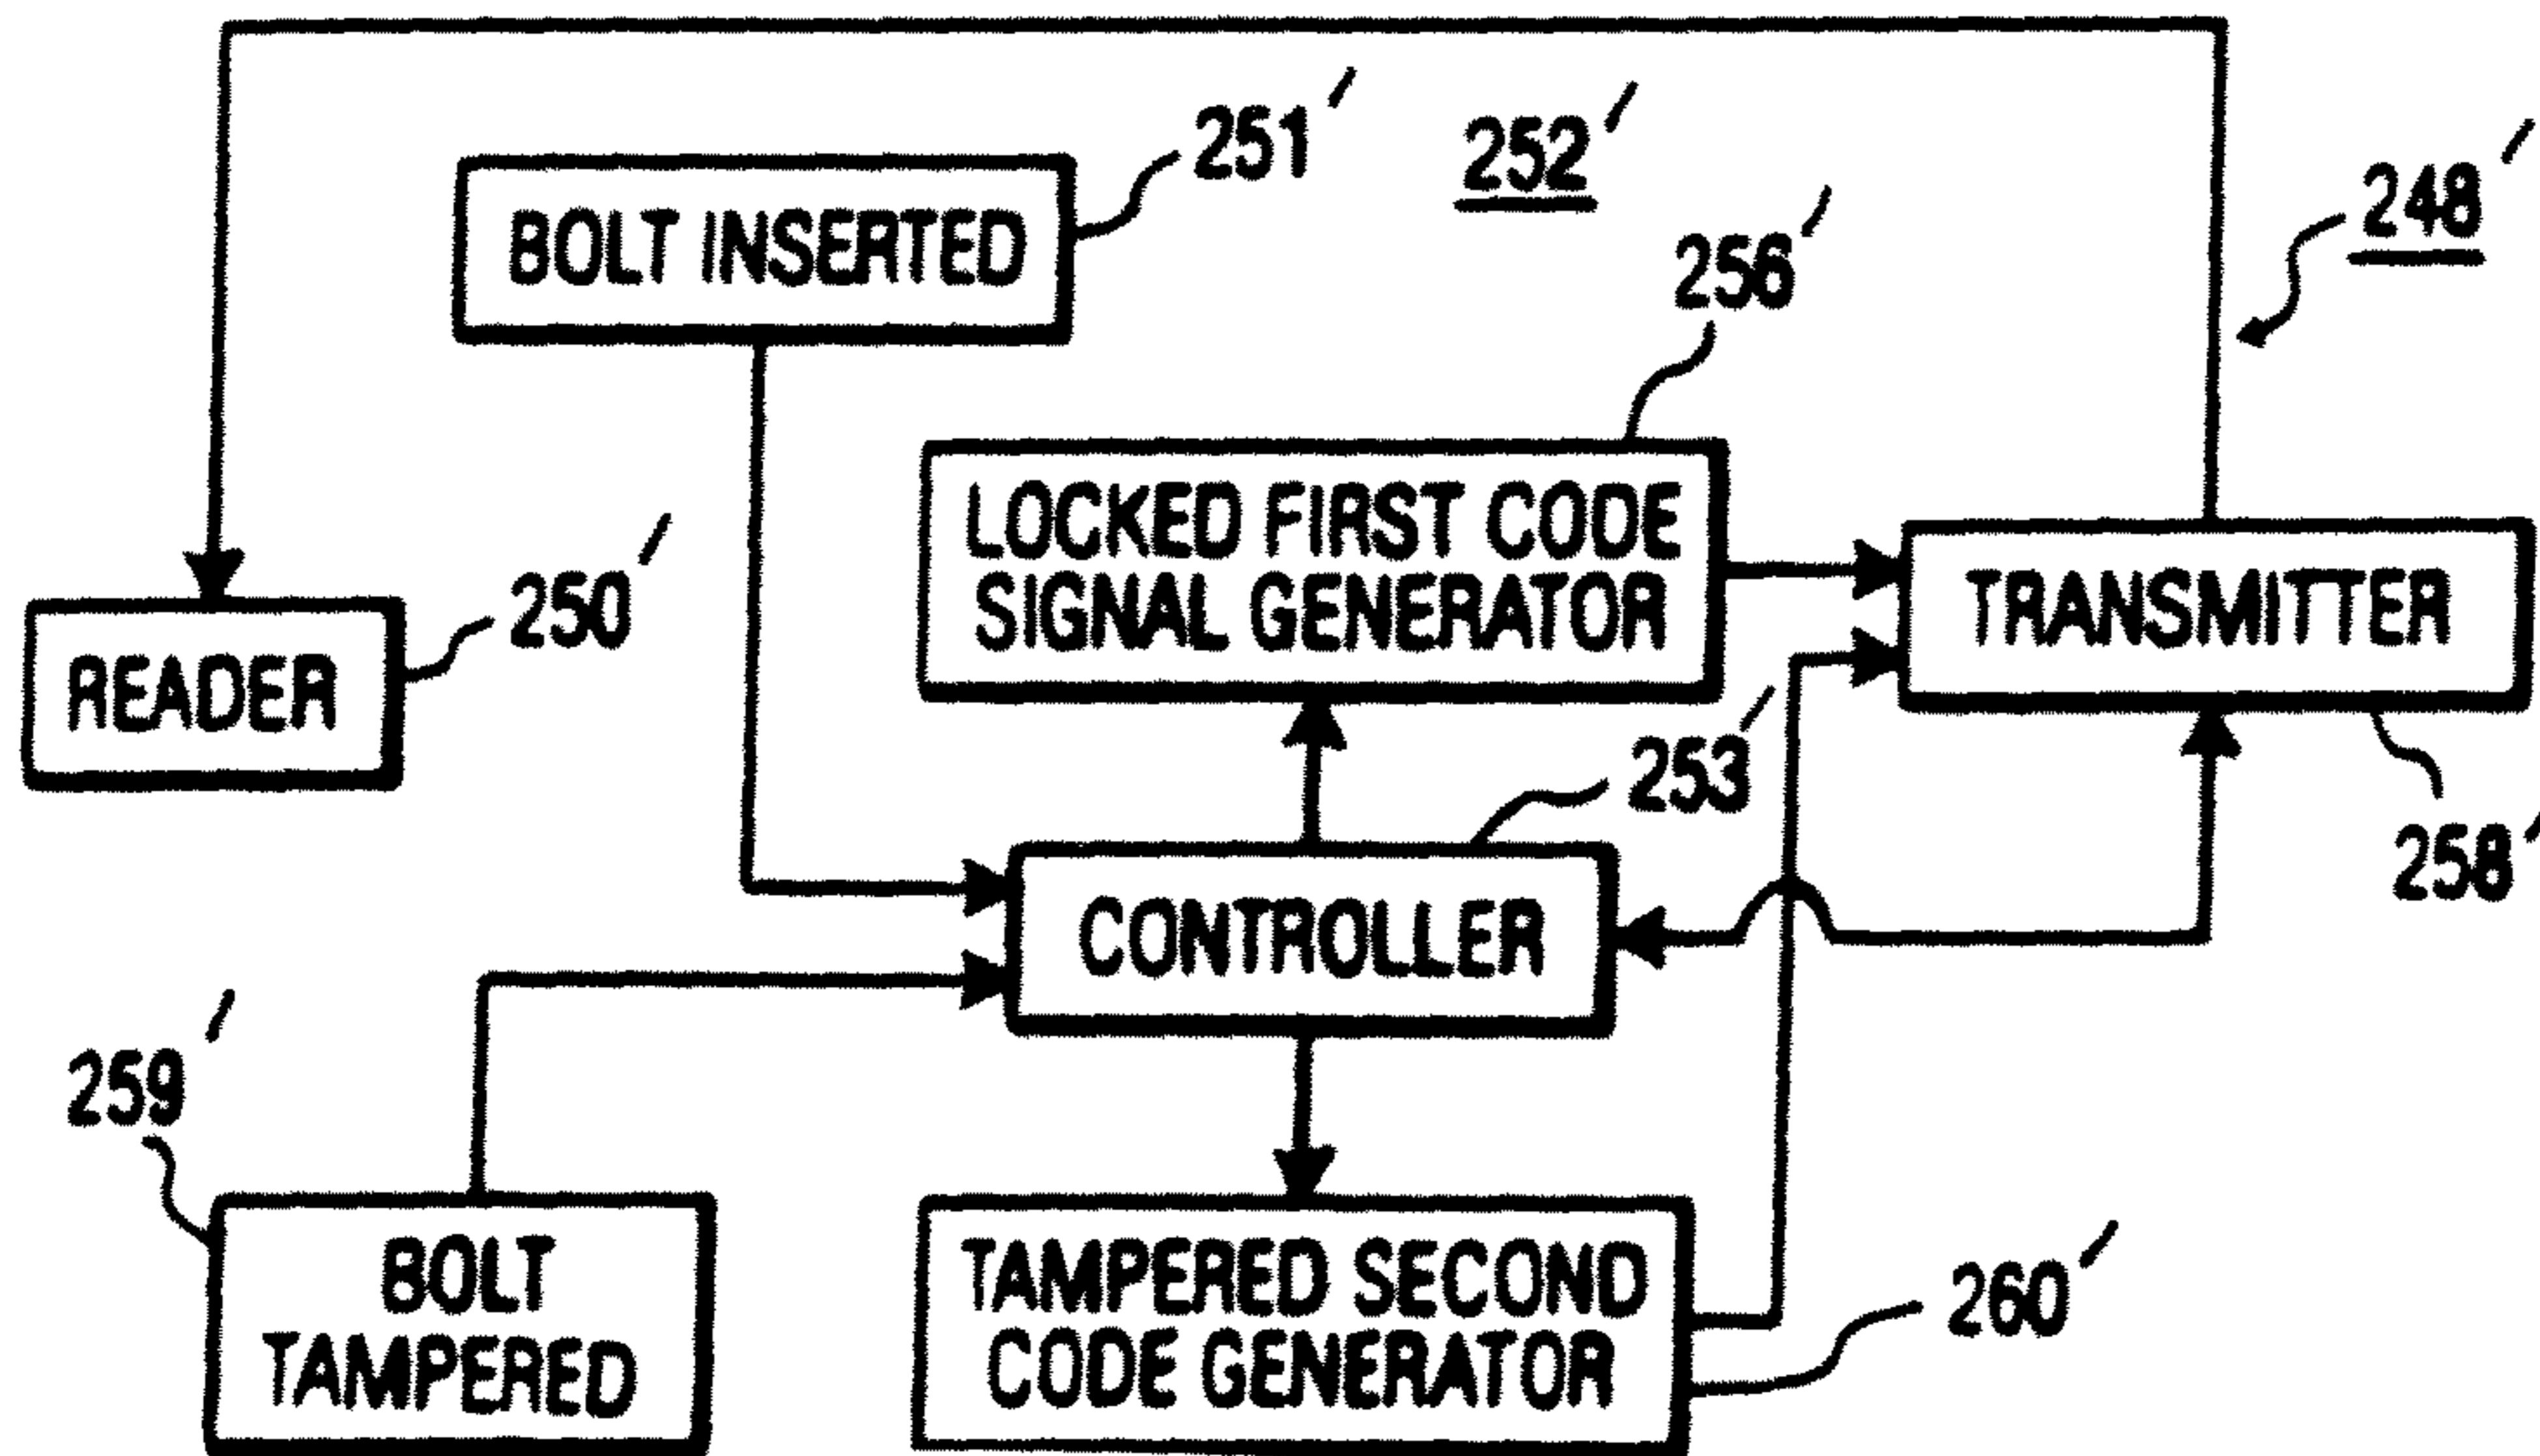 251'
252'
248'
BOLT INSERTED
256'
LOCKED FIRST CODE
SIGNAL GENERATOR
250'
READER
TRANSMITTER
253'
258'
CONTROLLER
259'
BOLT
TAMPERED
TAMPERED SECOND
CODE GENERATOR
260'